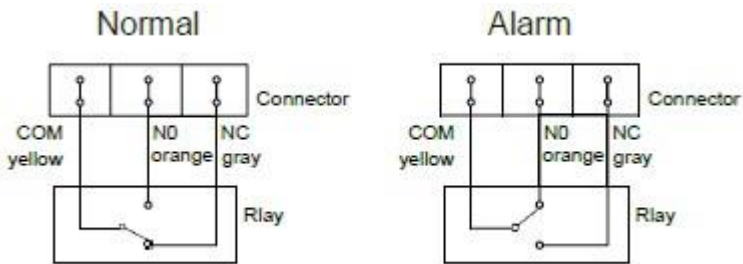 Normal
Alarm
Connector
COM
yellow
N0
orange
NC
gray
Rlay
Connector
COM
yellow
N0
orange
NC
gray
Rlay